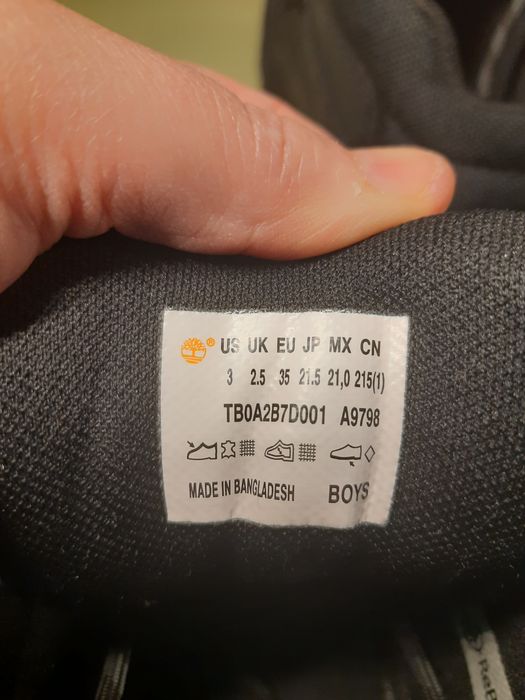 ® US UK EU JP MX CN
3 2.5 35 21.5 21,0 215(1)
TB0A2B7D001 A9798
MADE IN BANGLADESH BOYS